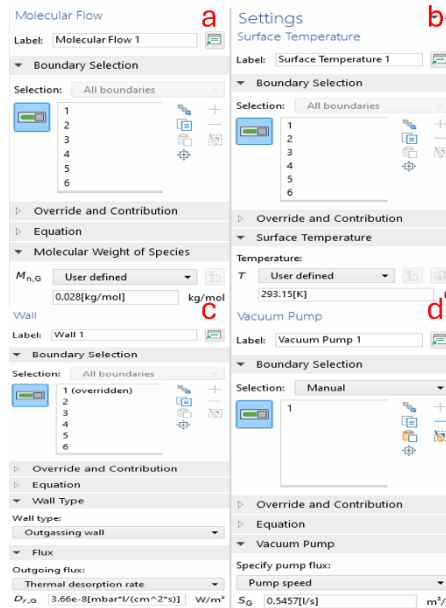 Molecular Flow a
Label: Molecular Flow 1
Boundary Selection
Selection: All boundaries
1
2
3
4
5
6
Override and Contribution
Equation
Molecular Weight of Species
Mn,G User defined
0.028[kg/mol] kg/mol
Settings b
Surface Temperature
Label: Surface Temperature 1
Boundary Selection
Selection: All boundaries
1
2
3
4
5
6
Override and Contribution
Surface Temperature
Temperature:
T User defined
293.15[K]
Wall c
Label: Wall 1
Boundary Selection
Selection: All boundaries
1 (overridden)
2
3
4
5
6
Override and Contribution
Equation
Wall Type
Wall type:
Outgassing wall
Flux
Outgoing flux:
Thermal desorption rate
Dr,G 3.66e-8[mbar*l/(cm^2*s)] W/m²
Vacuum Pump d
Label: Vacuum Pump 1
Boundary Selection
Selection: Manual
1
Override and Contribution
Equation
Vacuum Pump
Specify pump flux:
Pump speed
SG 0.5457[l/s] m³/